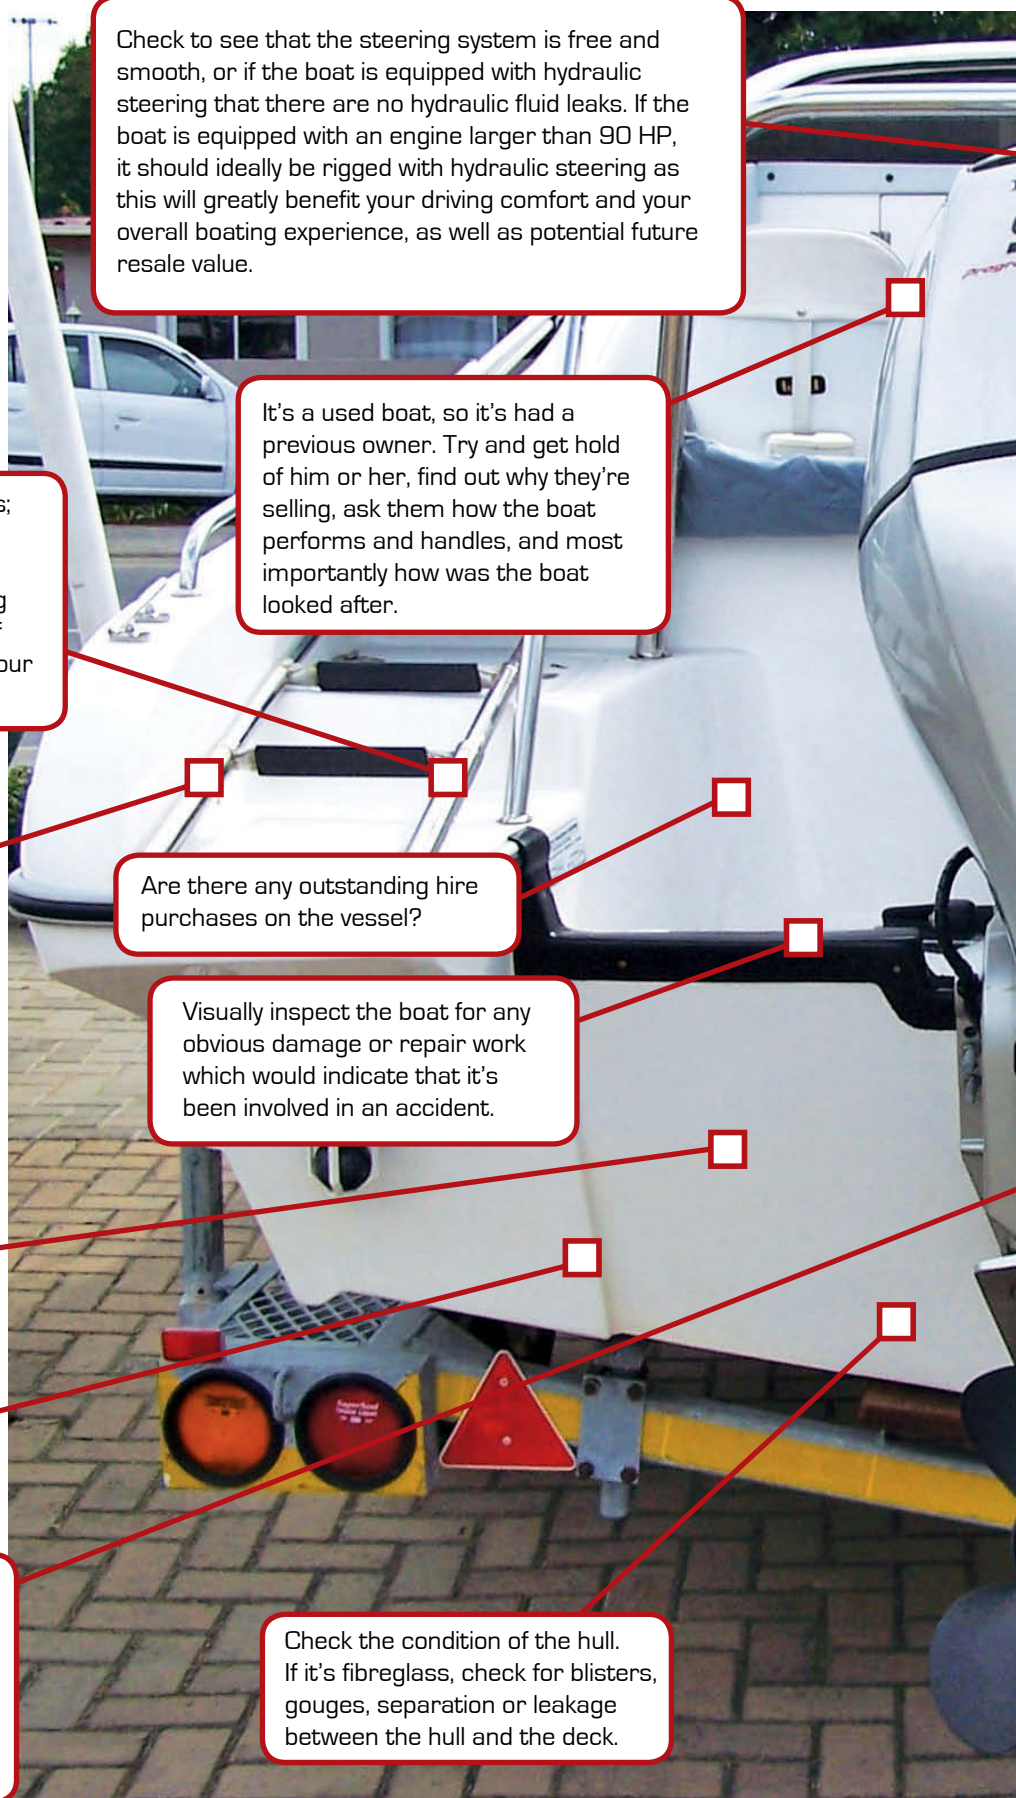 Check to see that the steering system is free and
smooth, or if the boat is equipped with hydraulic
steering that there are no hydraulic fluid leaks. If the
boat is equipped with an engine larger than 90 HP,
it should ideally be rigged with hydraulic steering as
this will greatly benefit your driving comfort and your
overall boating experience, as well as potential future
resale value.
It's a used boat, so it's had a
previous owner. Try and get hold
of him or her, find out why they're
selling, ask them how the boat
performs and handles, and most
importantly how was the boat
looked after.
Are there any outstanding hire
purchases on the vessel?
Visually inspect the boat for any
obvious damage or repair work
which would indicate that it's
been involved in an accident.
Check the condition of the hull.
If it's fibreglass, check for blisters,
gouges, separation or leakage
between the hull and the deck.